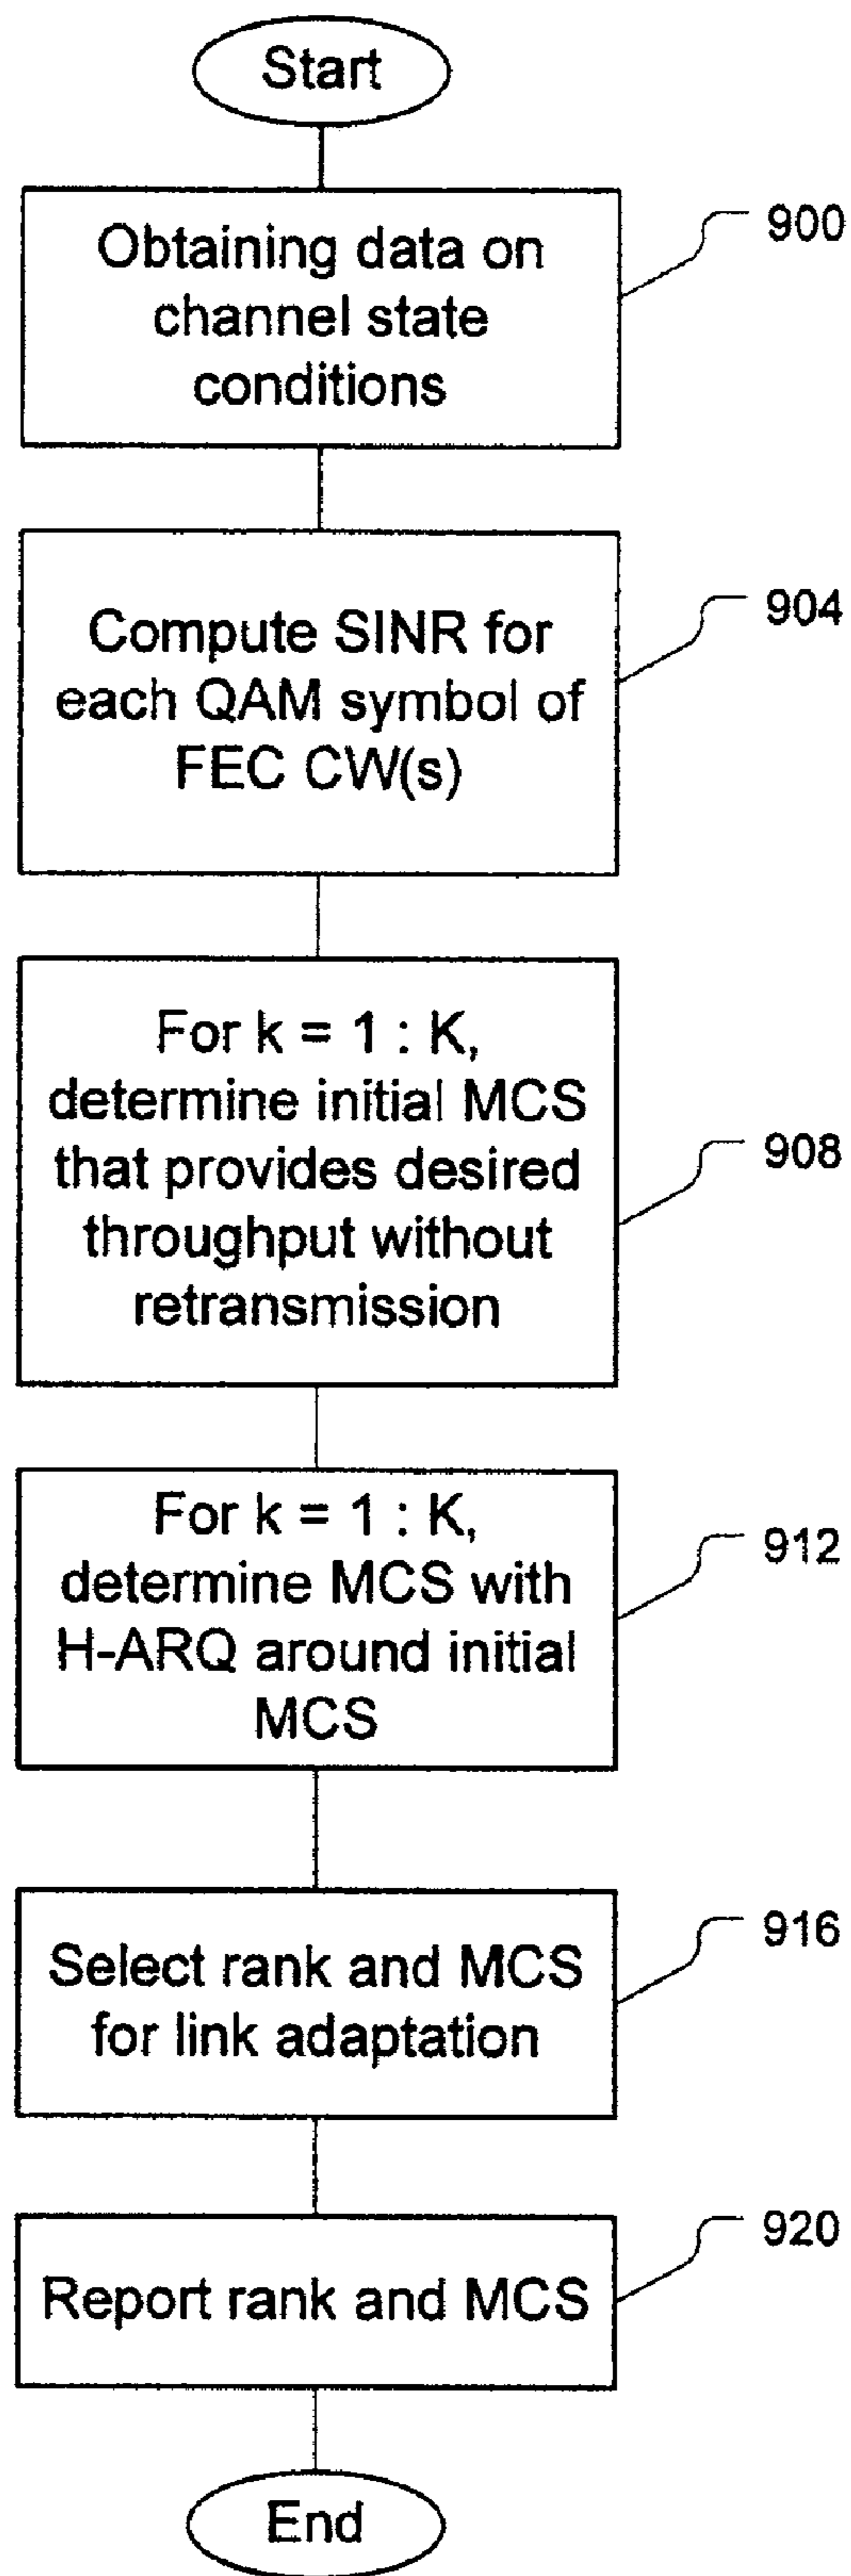 Start
Obtaining data on
channel state
conditions
900
Compute SINR for
each QAM symbol of
FEC CW(s)
904
For k = 1 : K,
determine initial MCS
that provides desired
throughput without
retransmission
908
For k = 1 : K,
determine MCS with
H-ARQ around initial
MCS
912
Select rank and MCS
for link adaptation
916
Report rank and MCS
920
End